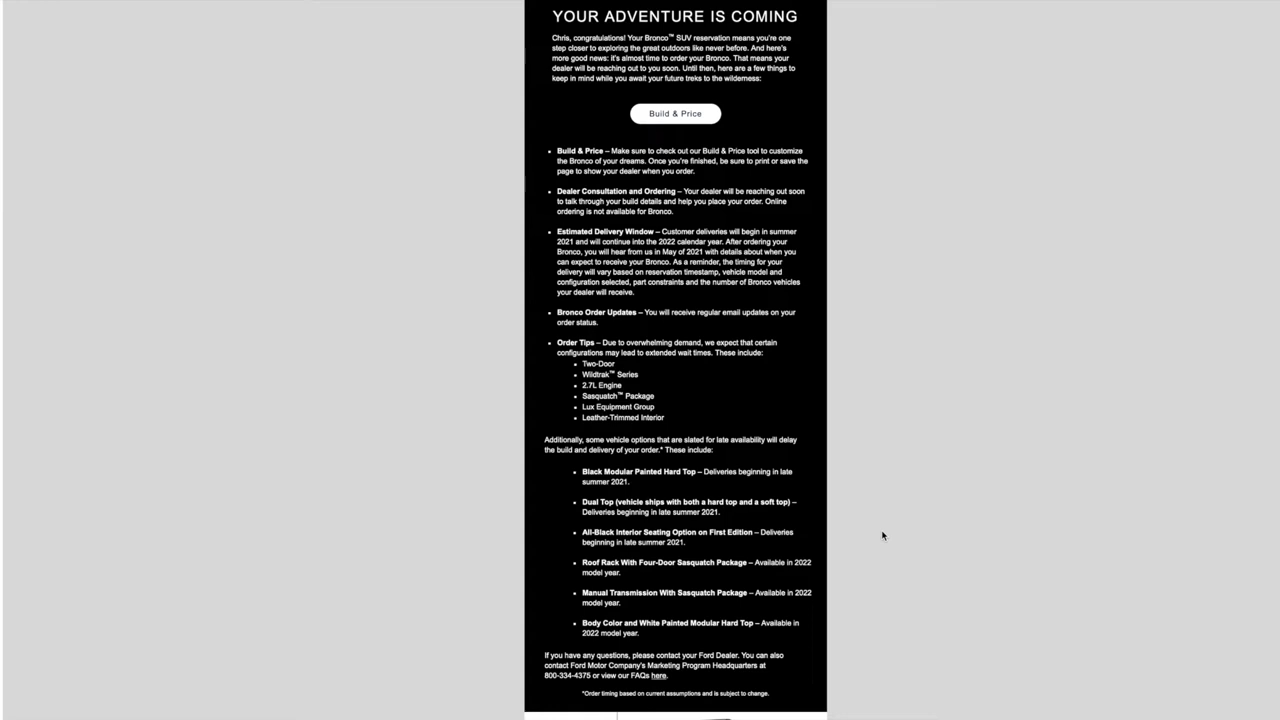 YOUR ADVENTURE IS COMING
Chris, congratulations! Your Bronco™ SUV reservation means you're one
step closer to exploring the great outdoors like never before. And here's
more good news: it's almost time to order your Bronco. That means your
dealer will be reaching out to you soon. Until then, here are a few things to
keep in mind while you await your future treks to the wilderness:
Build & Price
• Build & Price – Make sure to check out our Build & Price tool to customize
the Bronco of your dreams. Once you're finished, be sure to print or save the
page to show your dealer when you order.
• Dealer Consultation and Ordering – Your dealer will be reaching out soon
to talk through your build details and help you place your order. Online
ordering is not available for Bronco.
• Estimated Delivery Window – Customer deliveries will begin in summer
2021 and will continue into the 2022 calendar year. After ordering your
Bronco, you will hear from us in May of 2021 with details about when you
can expect to receive your Bronco. As a reminder, the timing for your
delivery will vary based on reservation timestamp, vehicle model and
configuration selected, part constraints and the number of Bronco vehicles
your dealer will receive.
• Bronco Order Updates – You will receive regular email updates on your
order status.
• Order Tips – Due to overwhelming demand, we expect that certain
configurations may lead to extended wait times. These include:
• Two-Door
• Wildtrak™ Series
• 2.7L Engine
• Sasquatch™ Package
• Lux Equipment Group
• Leather-Trimmed Interior
Additionally, some vehicle options that are slated for late availability will delay
the build and delivery of your order.* These include:
• Black Modular Painted Hard Top – Deliveries beginning in late
summer 2021.
• Dual Top (vehicle ships with both a hard top and a soft top) –
Deliveries beginning in late summer 2021.
• All-Black Interior Seating Option on First Edition – Deliveries
beginning in late summer 2021.
• Roof Rack With Four-Door Sasquatch Package – Available in 2022
model year.
• Manual Transmission With Sasquatch Package – Available in 2022
model year.
• Body Color and White Painted Modular Hard Top – Available in
2022 model year.
If you have any questions, please contact your Ford Dealer. You can also
contact Ford Motor Company's Marketing Program Headquarters at
800-334-4375 or view our FAQs here.
*Order timing based on current assumptions and is subject to change.